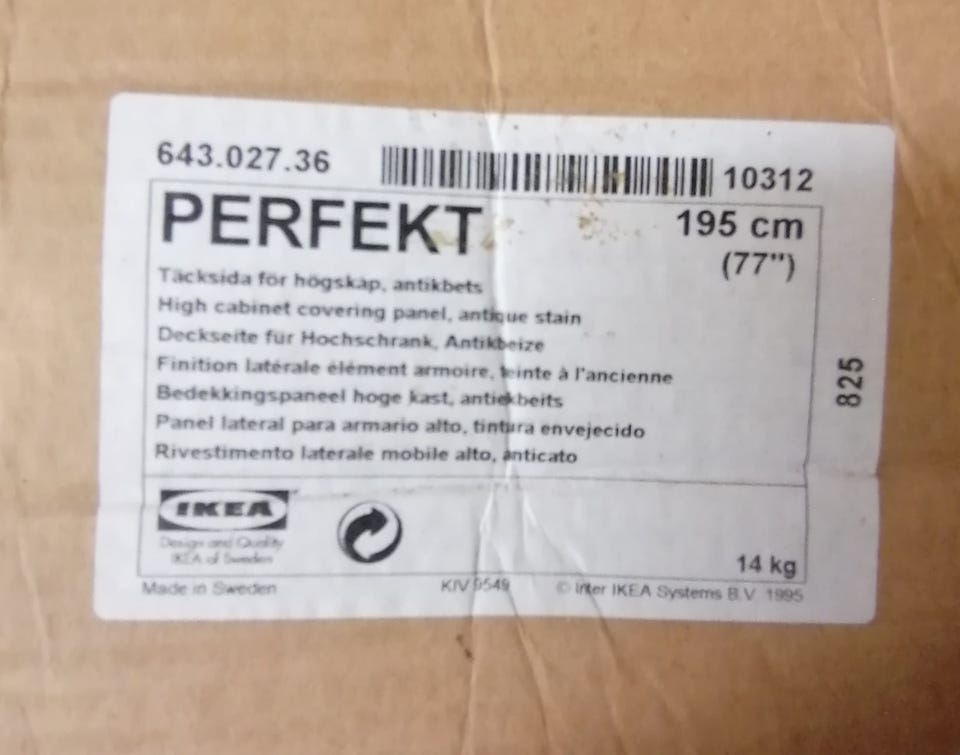 643.027.36
10312
PERFEKT
195 cm
(77")
Täcksida för högskåp, antikbets
High cabinet covering panel, antique stain
Deckseite für Hochschrank, Antikbeize
Finition latérale élément armoire, teinte à l'ancienne
Bedekkingspaneel hoge kast, antiekbeits
Panel lateral para armario alto, tintura envejecido
Rivestimento laterale mobile alto, anticato
825
IKEA
Design and Quality
IKEA of Sweden
14 kg
Made in Sweden
KIV 9549
© Inter IKEA Systems B.V. 1995